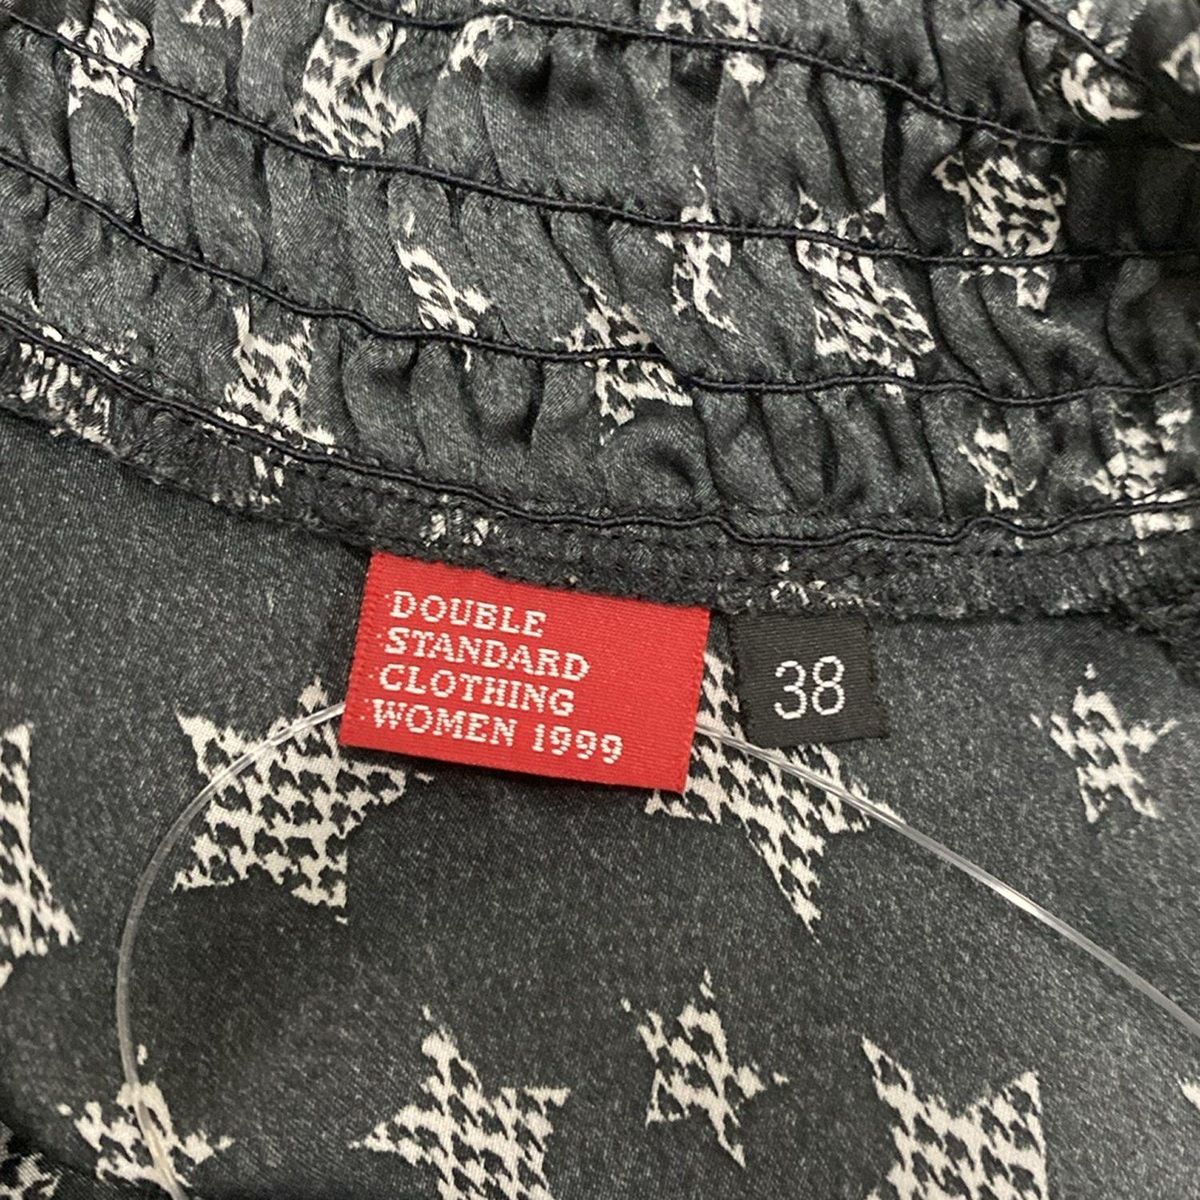 DOUBLE
STANDARD
CLOTHING
WOMEN 1999
38